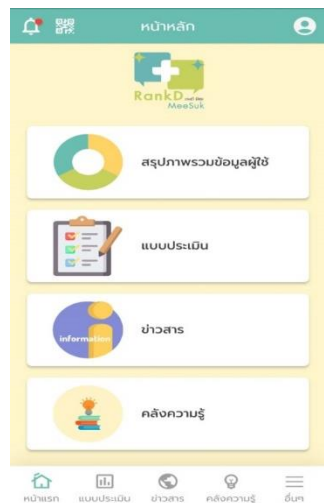 หน้าหลัก
RankD
MeeSuk
สรุปภาพรวมข้อมูลผู้ใช้
แบบประเมิน
information
ข่าวสาร
คลังความรู้
หน้าแรก
แบบประเมิน
ข่าวสาร
คลังความรู้
อื่นๆ